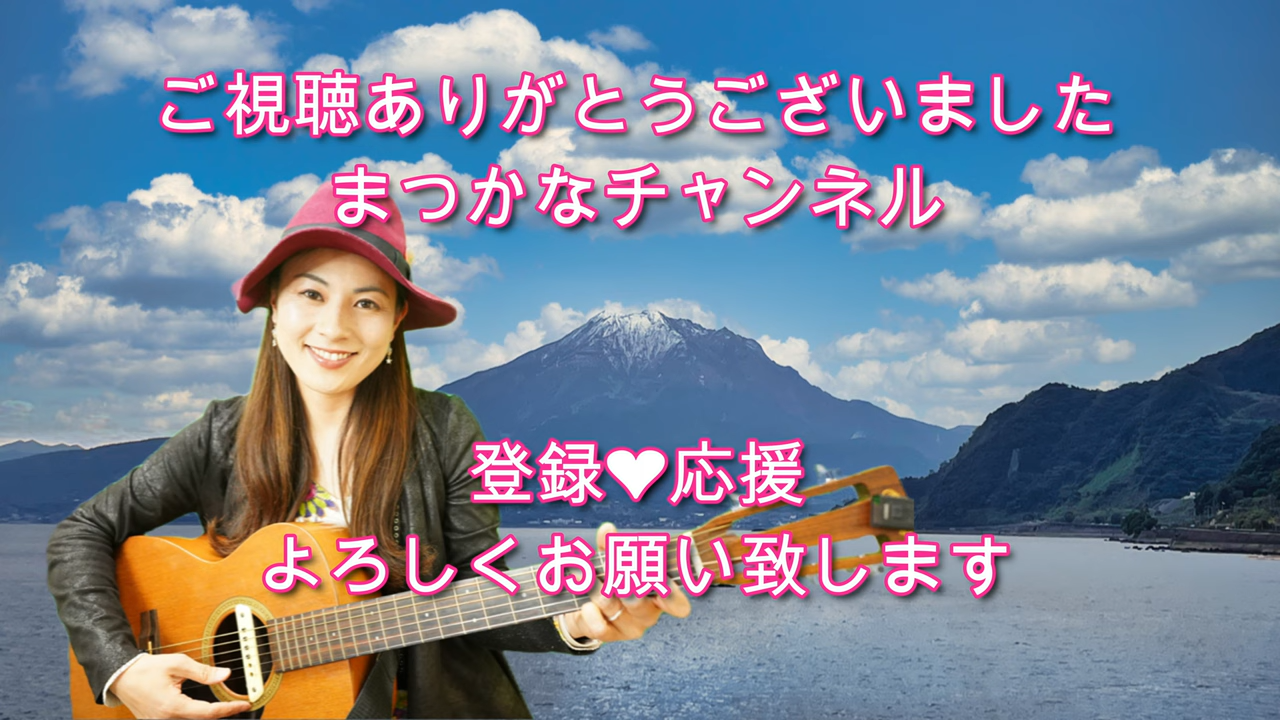 ご視聴ありがとうございました
まつかなチャンネル
登録♥応援
よろしくお願い致します